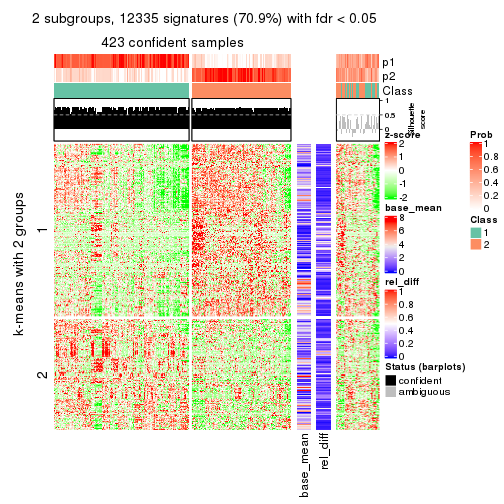 2 subgroups, 12335 signatures (70.9%) with fdr < 0.05
423 confident samples
p1
p2
Class
1
0.5
0
Silhouette score
k-means with 2 groups
1
2
base_mean
rel_diff
z-score
2
1
0
-1
-2
base_mean
8
6
4
2
0
rel_diff
1
0.8
0.6
0.4
0.2
0
Status (barplots)
confident
ambiguous
Prob
1
0.8
0.6
0.4
0.2
0
Class
1
2